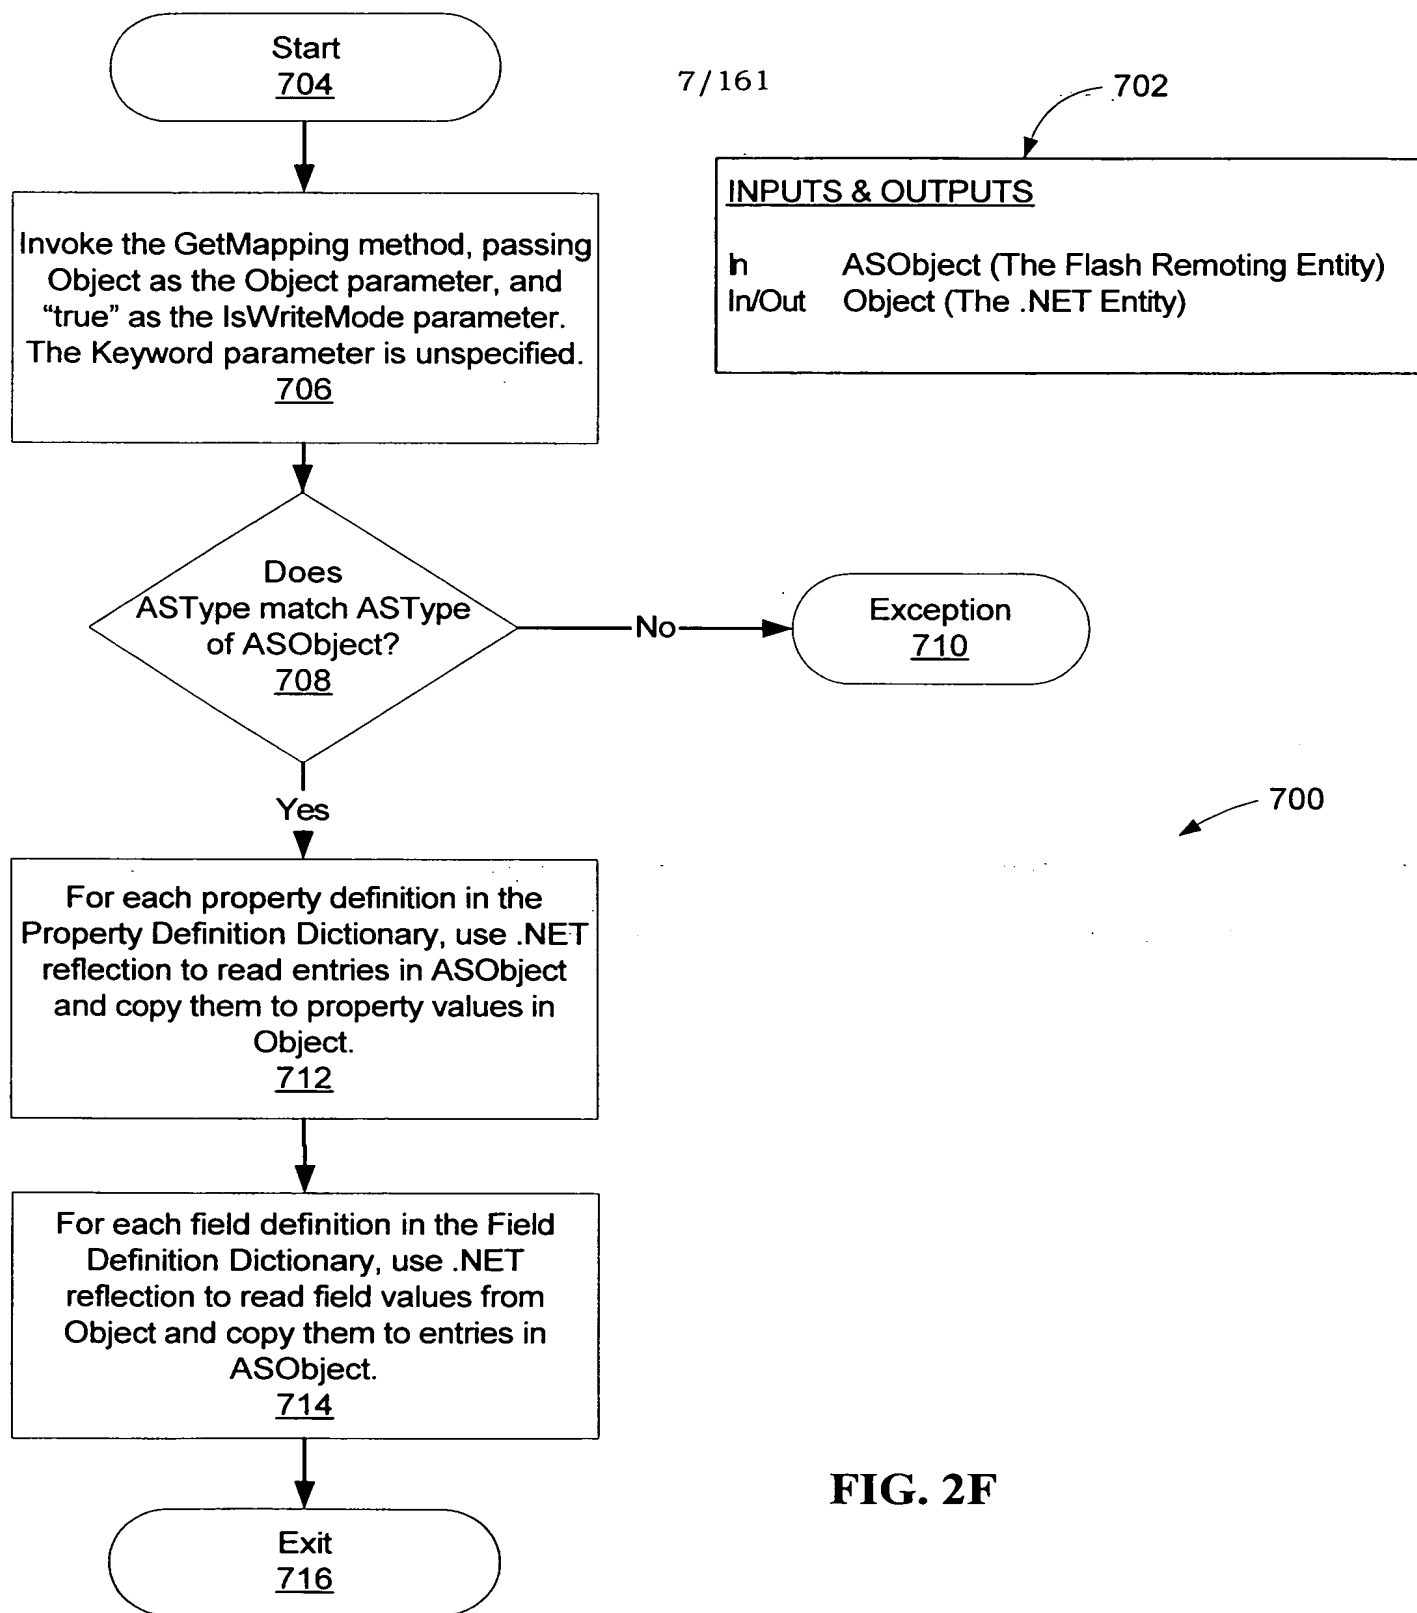 Start
704
7/161
702
INPUTS & OUTPUTS
In ASObject (The Flash Remoting Entity)
In/Out Object (The .NET Entity)
Invoke the GetMapping method, passing
Object as the Object parameter, and
“true” as the IsWriteMode parameter.
The Keyword parameter is unspecified.
706
Does
ASType match ASType
of ASObject?
708
No
Exception
710
Yes
700
For each property definition in the
Property Definition Dictionary, use .NET
reflection to read entries in ASObject
and copy them to property values in
Object.
712
For each field definition in the Field
Definition Dictionary, use .NET
reflection to read field values from
Object and copy them to entries in
ASObject.
714
FIG. 2F
Exit
716